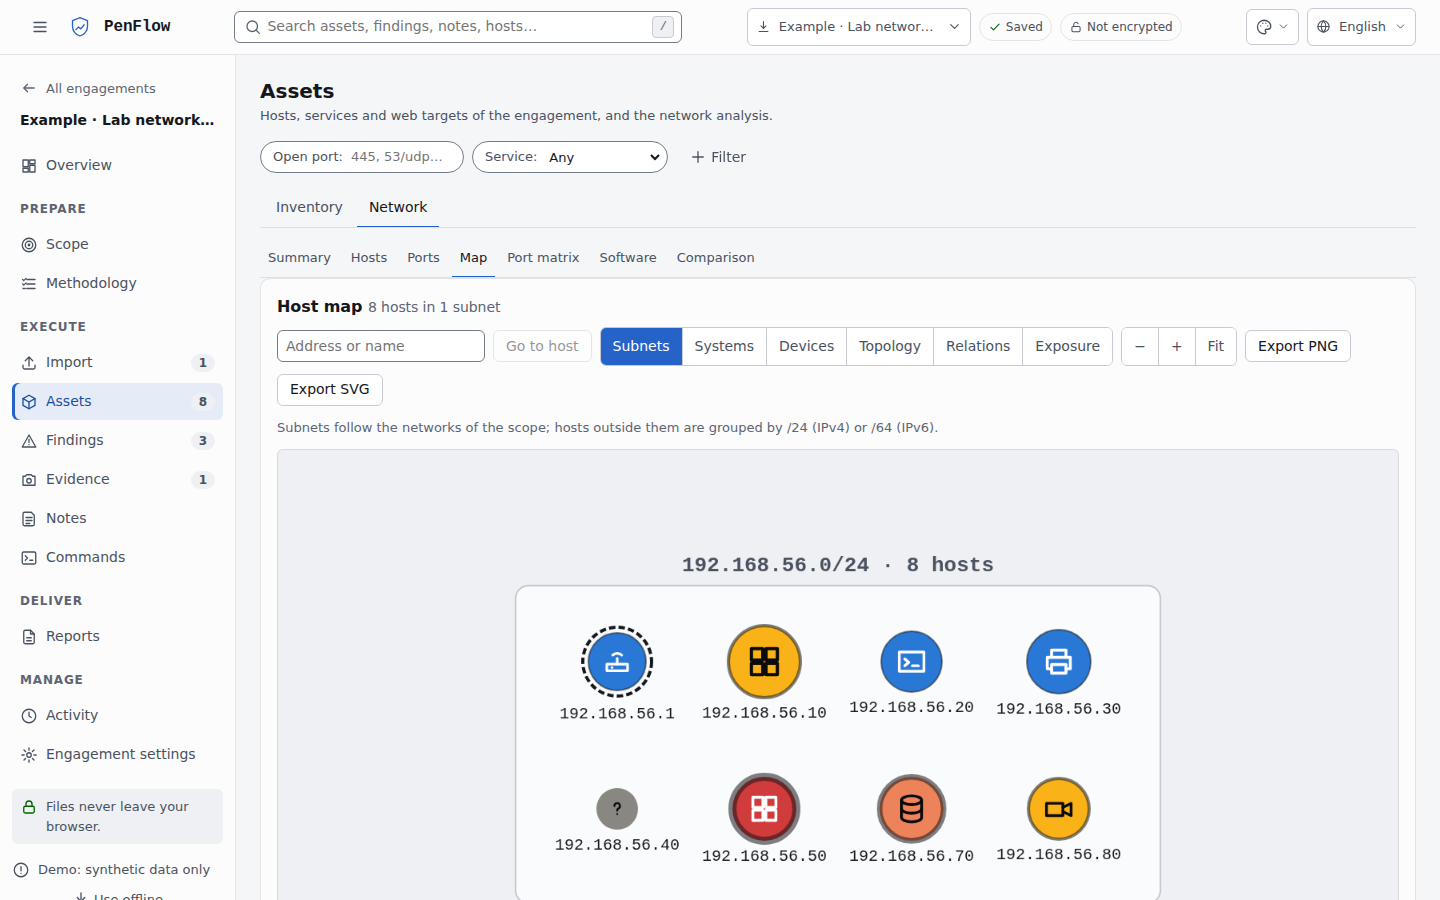 PenFlow
Search assets, findings, notes, hosts…
/
Example · Lab networ…
Saved
Not encrypted
English
All engagements
Example · Lab network…
Overview
PREPARE
Scope
Methodology
EXECUTE
Import 1
Assets 8
Findings 3
Evidence 1
Notes
Commands
DELIVER
Reports
MANAGE
Activity
Engagement settings
Files never leave your
browser.
Demo: synthetic data only
Use offline
Assets
Hosts, services and web targets of the engagement, and the network analysis.
Open port: 445, 53/udp…
Service: Any
Filter
Inventory Network
Summary Hosts Ports Map Port matrix Software Comparison
Host map 8 hosts in 1 subnet
Address or name
Go to host
Subnets Systems Devices Topology Relations Exposure
− + Fit
Export PNG
Export SVG
Subnets follow the networks of the scope; hosts outside them are grouped by /24 (IPv4) or /64 (IPv6).
192.168.56.0/24 · 8 hosts
192.168.56.1 192.168.56.10 192.168.56.20 192.168.56.30
?
192.168.56.40 192.168.56.50 192.168.56.70 192.168.56.80